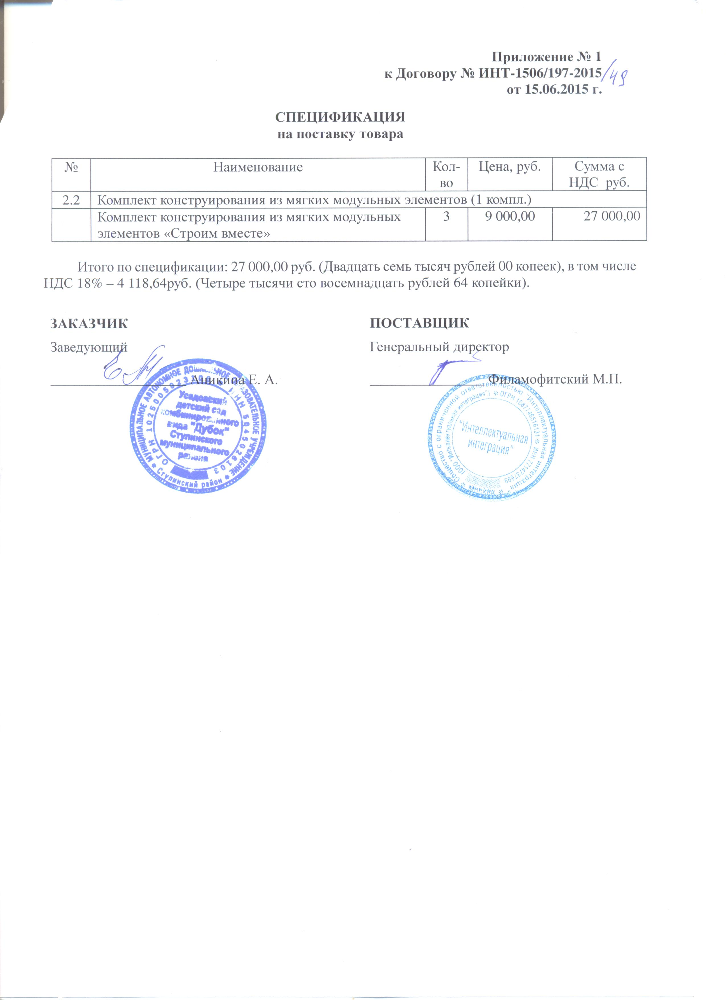 Приложение № 1
к Договору № ИНТ-1506/197-2015/49
от 15.06.2015 г.
СПЕЦИФИКАЦИЯ
на поставку товара
№ Наименование Кол-во Цена, руб. Сумма с НДС руб.
2.2 Комплект конструирования из мягких модульных элементов (1 компл.)
Комплект конструирования из мягких модульных 3 9 000,00 27 000,00
элементов «Строим вместе»
Итого по спецификации: 27 000,00 руб. (Двадцать семь тысяч рублей 00 копеек), в том числе
НДС 18% – 4 118,64руб. (Четыре тысячи сто восемнадцать рублей 64 копейки).
ЗАКАЗЧИК
Заведующий
Аникина Е. А.
ПОСТАВЩИК
Генеральный директор
Филамофитский М.П.
МУНИЦИПАЛЬНОЕ АВТОНОМНОЕ ДОШКОЛЬНОЕ ОБРАЗОВАТЕЛЬНОЕ УЧРЕЖДЕНИЕ
Ступинский район
ИНН 5045026103
Усадовский
детский сад
комбинированного
вида "Дубок"
Ступинского
муниципального
района
Общество с ограниченной ответственностью "Интеллектуальная интеграция"
МОСКВА
(ООО "Интеллектуальная интеграция") * ОГРН 1087746516131 * ИНН 7714737699
"Интеллектуальная
интеграция"